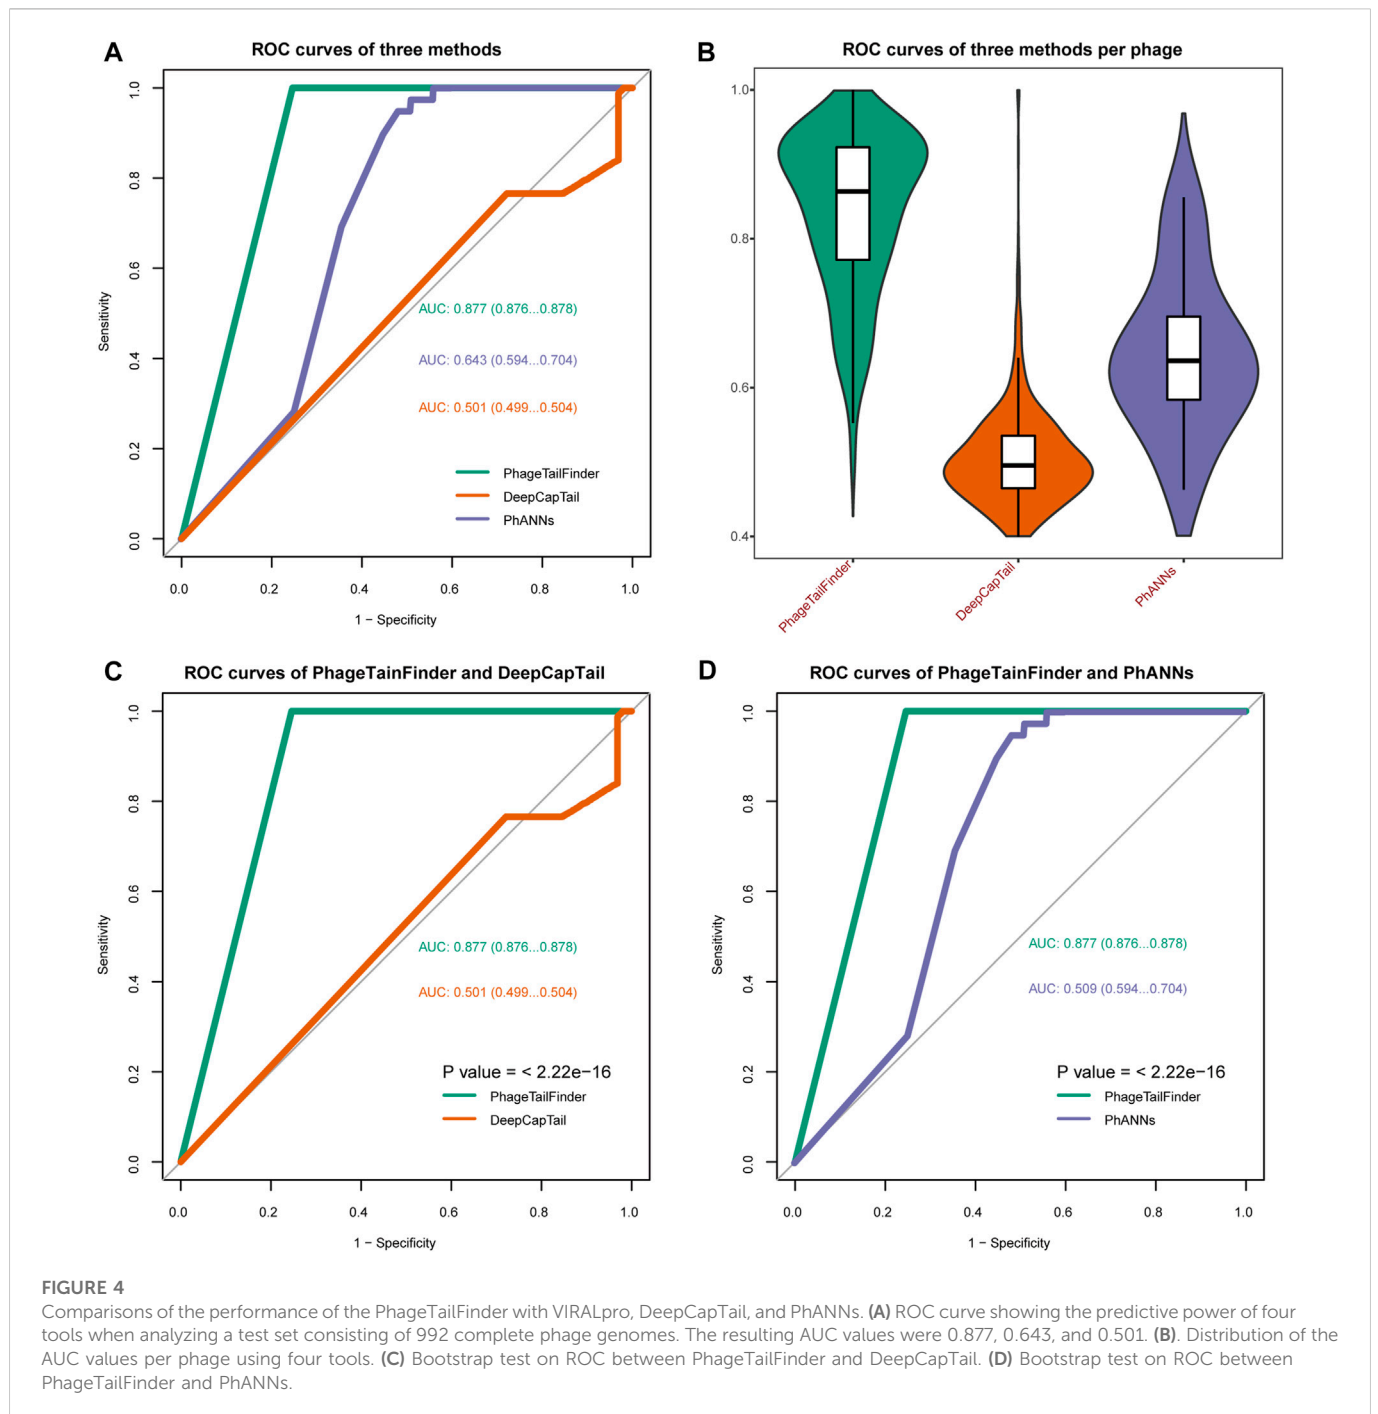 A
ROC curves of three methods
Sensitivity
1.0
0.8
0.6
0.4
0.2
0.0
AUC: 0.877 (0.876...0.878)
AUC: 0.643 (0.594...0.704)
AUC: 0.501 (0.499...0.504)
PhageTailFinder
DeepCapTail
PhANNs
0.0 0.2 0.4 0.6 0.8 1.0
1 − Specificity
B
ROC curves of three methods per phage
1.0
0.8
0.6
0.4
PhageTailFinder
DeepCapTail
PhANNs
C
ROC curves of PhageTainFinder and DeepCapTail
Sensitivity
1.0
0.8
0.6
0.4
0.2
0.0
AUC: 0.877 (0.876...0.878)
AUC: 0.501 (0.499...0.504)
P value = < 2.22e−16
PhageTailFinder
DeepCapTail
0.0 0.2 0.4 0.6 0.8 1.0
1 − Specificity
D
ROC curves of PhageTainFinder and PhANNs
Sensitivity
1.0
0.8
0.6
0.4
0.2
0.0
AUC: 0.877 (0.876...0.878)
AUC: 0.509 (0.594...0.704)
P value = < 2.22e−16
PhageTailFinder
PhANNs
0.0 0.2 0.4 0.6 0.8 1.0
1 − Specificity
FIGURE 4
Comparisons of the performance of the PhageTailFinder with VIRALpro, DeepCapTail, and PhANNs. (A) ROC curve showing the predictive power of four
tools when analyzing a test set consisting of 992 complete phage genomes. The resulting AUC values were 0.877, 0.643, and 0.501. (B). Distribution of the
AUC values per phage using four tools. (C) Bootstrap test on ROC between PhageTailFinder and DeepCapTail. (D) Bootstrap test on ROC between
PhageTailFinder and PhANNs.